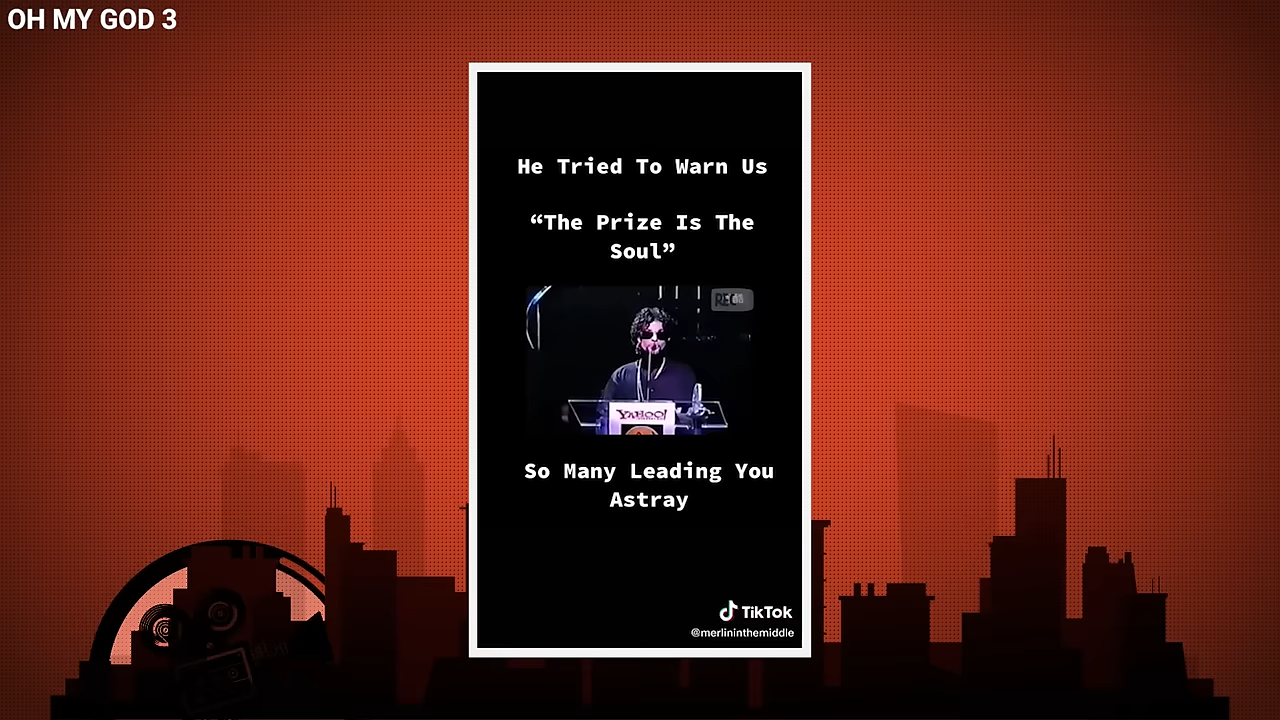 OH MY GOD 3
He Tried To Warn Us
“The Prize Is The
Soul”
REC
YAHOO!
So Many Leading You
Astray
TikTok
@merlininthemiddle